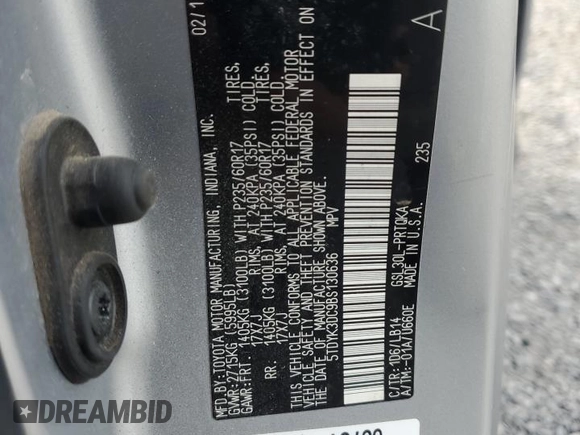 02/1
MFD.BY:TOYOTA MOTOR MANUFACTURING, INDIANA, INC.
GVWR:2715KG (5995LB)
GAWR:FRT. 1405KG (3100LB) WITH P235/60R17 TIRES,
17X7J RIMS, AT 240KPA (35PSI) COLD
RR. 1405KG (3100LB) WITH P235/60R17 TIRES,
17X7J RIMS, AT 240KPA (35PSI) COLD.
THIS VEHICLE CONFORMS TO ALL APPLICABLE FEDERAL MOTOR
VEHICLE SAFETY AND THEFT PREVENTION STANDARDS IN EFFECT ON
THE DATE OF MANUFACTURE SHOWN ABOVE.
5TDYK3DC9BS130636 MPV
A
235
C/TR:1D6/LB14 GSL30L-PRTQKA
A/TM:-01A/U660E MADE IN U.S.A.
A AUTOHELPERBOT.COM